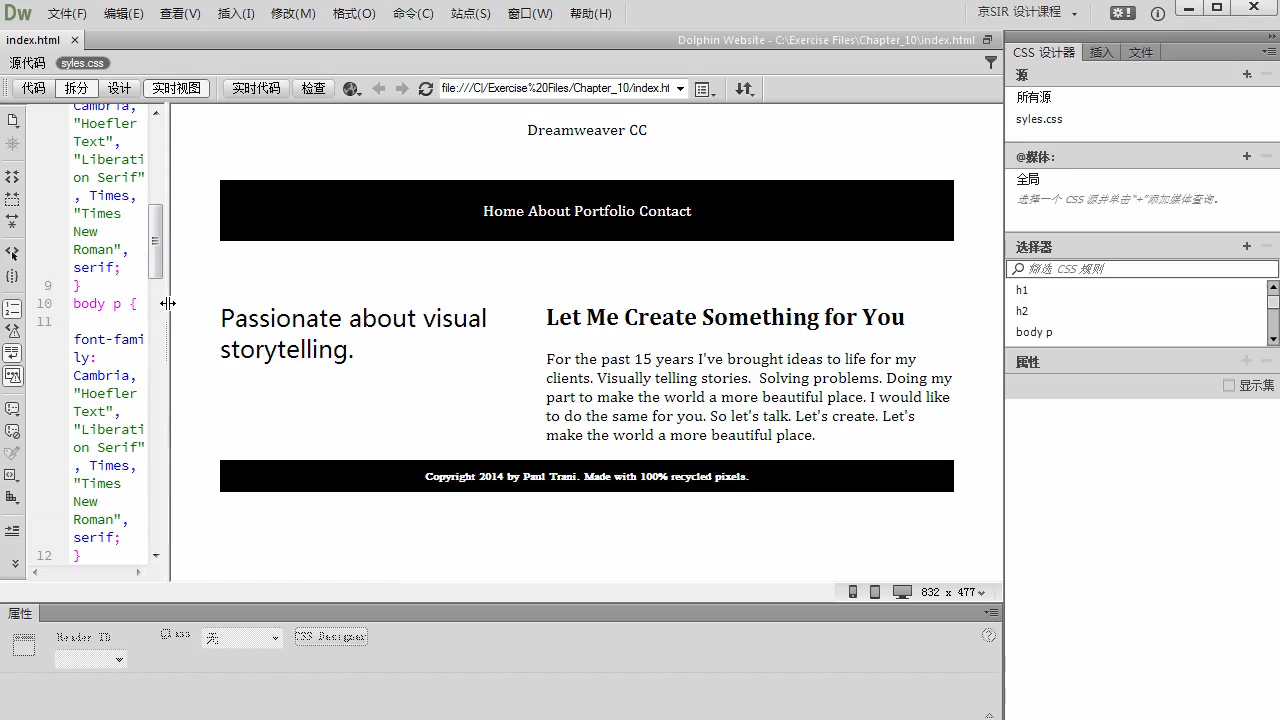 Dw 文件(F) 编辑(E) 查看(V) 插入(I) 修改(M) 格式(O) 命令(C) 站点(S) 窗口(W) 帮助(H) 京SIR 设计课程
index.html × Dolphin Website - C:\Exercise Files\Chapter_10\index.html
源代码 syles.css
代码 拆分 设计 实时视图 实时代码 检查 file:///C|/Exercise%20Files/Chapter_10/index.ht
Cambria,
"Hoefler
Text",
"Liberati
on Serif"
, Times,
"Times
New
Roman",
serif;
9 }
10 body p {
11
font-fami
ly:
Cambria,
"Hoefler
Text",
"Liberati
on Serif"
, Times,
"Times
New
Roman",
serif;
12 }
Dreamweaver CC
Home About Portfolio Contact
Passionate about visual
storytelling.
Let Me Create Something for You
For the past 15 years I've brought ideas to life for my
clients. Visually telling stories.  Solving problems. Doing my
part to make the world a more beautiful place. I would like
to do the same for you. So let's talk. Let's create. Let's
make the world a more beautiful place.
Copyright 2014 by Paul Trani. Made with 100% recycled pixels.
832 x 477
CSS 设计器 插入 文件
源
所有源
syles.css
@媒体:
全局
选择一个 CSS 源并单击"+"添加媒体查询。
选择器
筛选 CSS 规则
h1
h2
body p
属性
显示集
属性
Render ID 无 CSS Designer